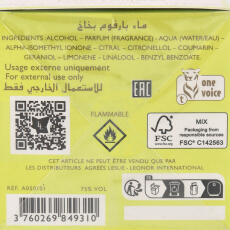 ماء بارفوم بخاخ
INGREDIENTS: ALCOHOL - PARFUM (FRAGRANCE) - AQUA (WATER/EAU) -
ALPHA-ISOMETHYL IONONE - CITRAL - CITRONELLOL - COUMARIN -
GERANIOL - LIMONENE - LINALOOL - BENZYL BENZOATE.
Usage externe uniquement
For external use only
للاستعمال الخارجي فقط
EAC
one
voice
FLAMMABLE
FSC
MIX
Packaging from
responsible sources
FSC® C142563
CET ARTICLE NE PEUT ÊTRE VENDU QUE PAR
LES DISTRIBUTEURS AGRÉÉS LESLIE - LEONOR INTERNATIONAL
75% VOL
3 760269 849310